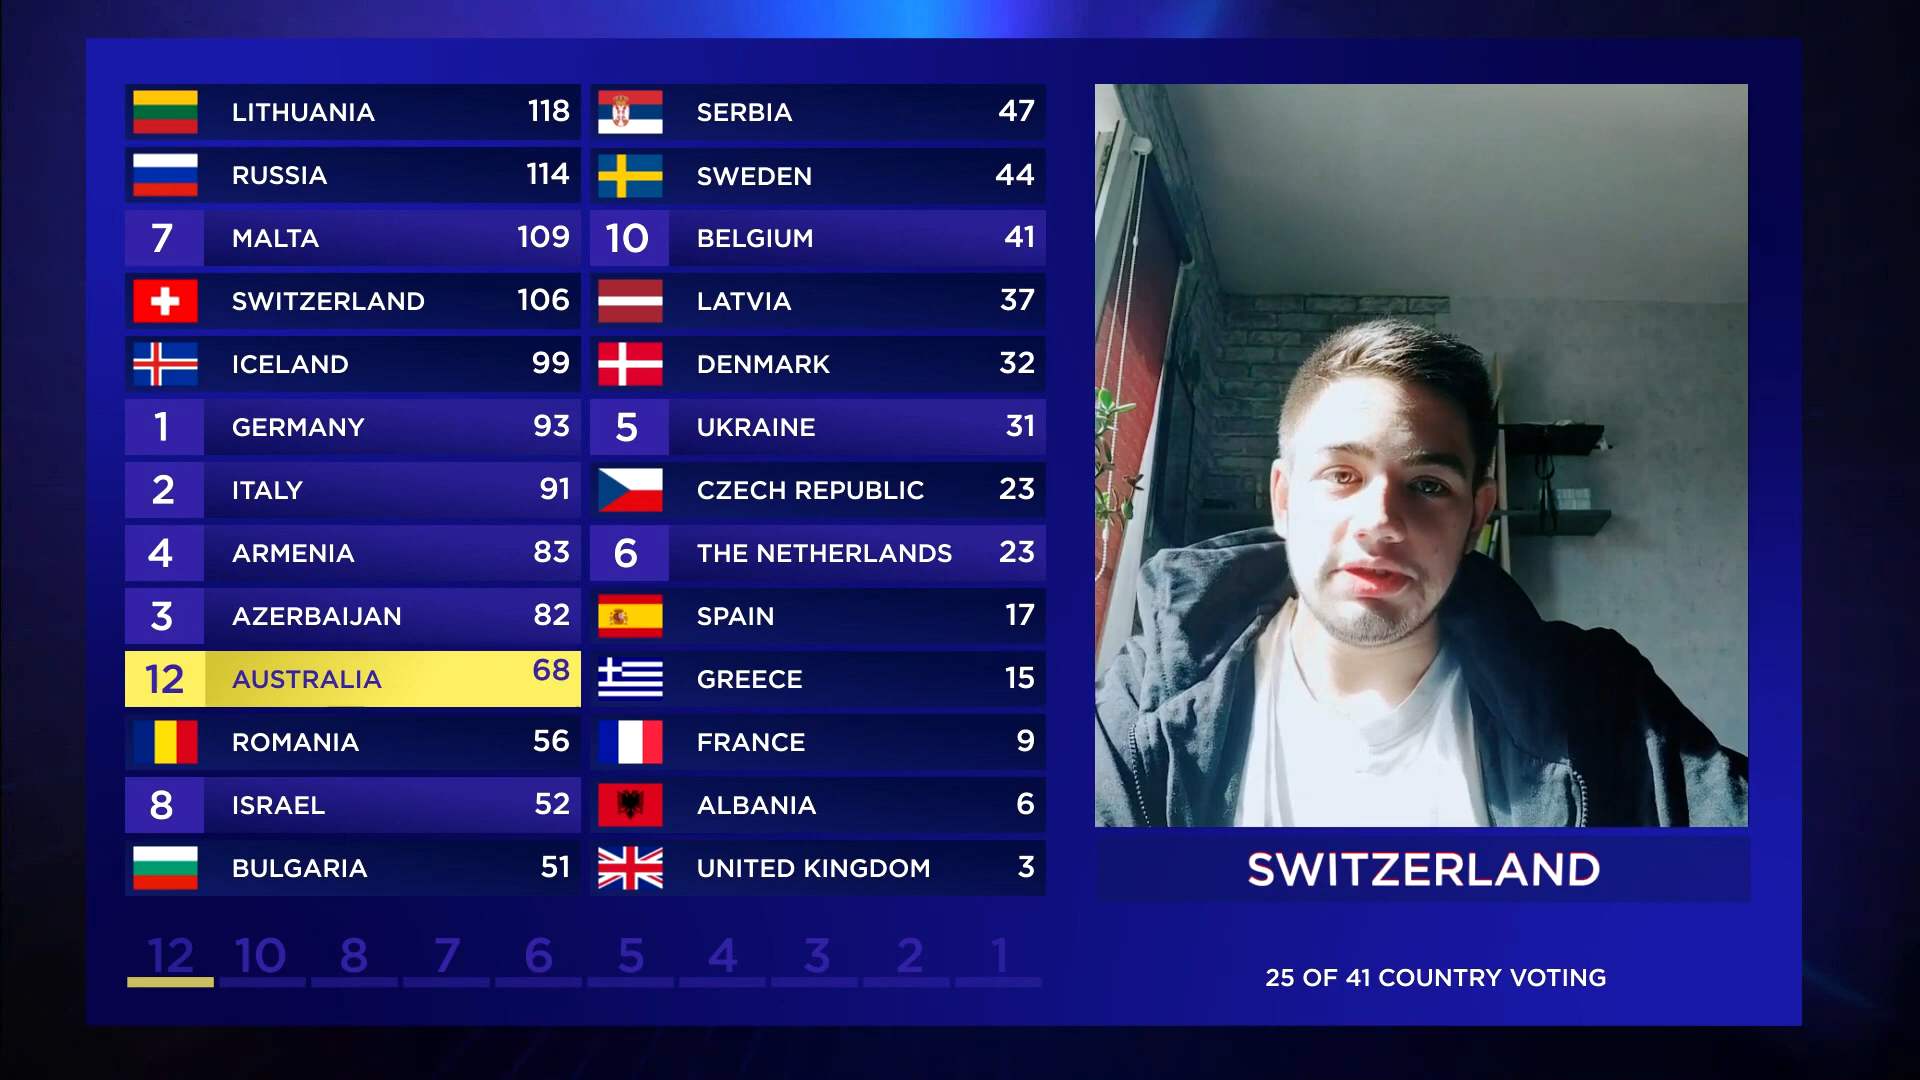 LITHUANIA 118
RUSSIA 114
7 MALTA 109
SWITZERLAND 106
ICELAND 99
1 GERMANY 93
2 ITALY 91
4 ARMENIA 83
3 AZERBAIJAN 82
12 AUSTRALIA 68
ROMANIA 56
8 ISRAEL 52
BULGARIA 51
SERBIA 47
SWEDEN 44
10 BELGIUM 41
LATVIA 37
DENMARK 32
5 UKRAINE 31
CZECH REPUBLIC 23
6 THE NETHERLANDS 23
SPAIN 17
GREECE 15
FRANCE 9
ALBANIA 6
UNITED KINGDOM 3
12 10 8 7 6 5 4 3 2 1
SWITZERLAND
25 OF 41 COUNTRY VOTING